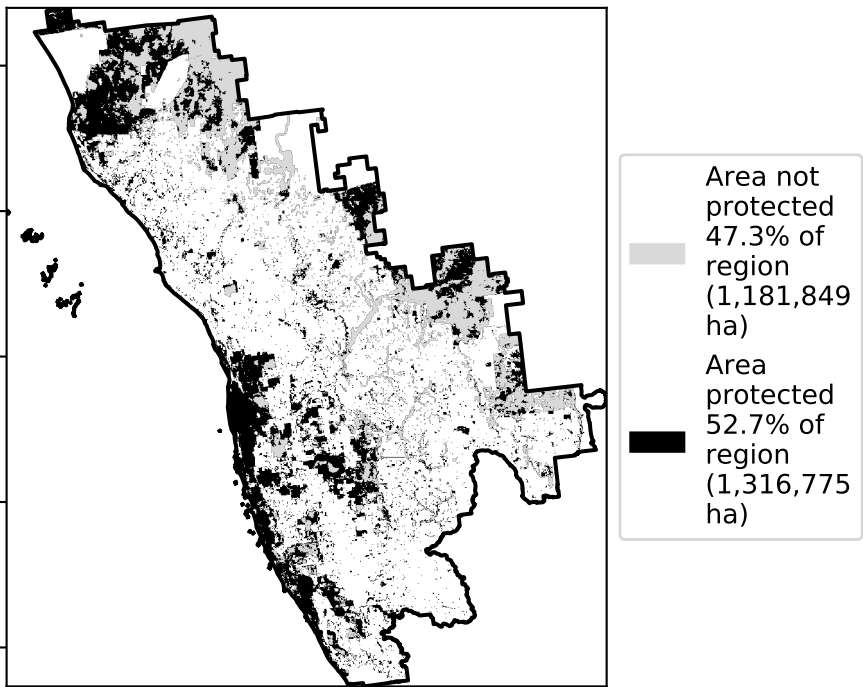 Area not
protected
47.3% of
region
(1,181,849
ha)
Area
protected
52.7% of
region
(1,316,775
ha)